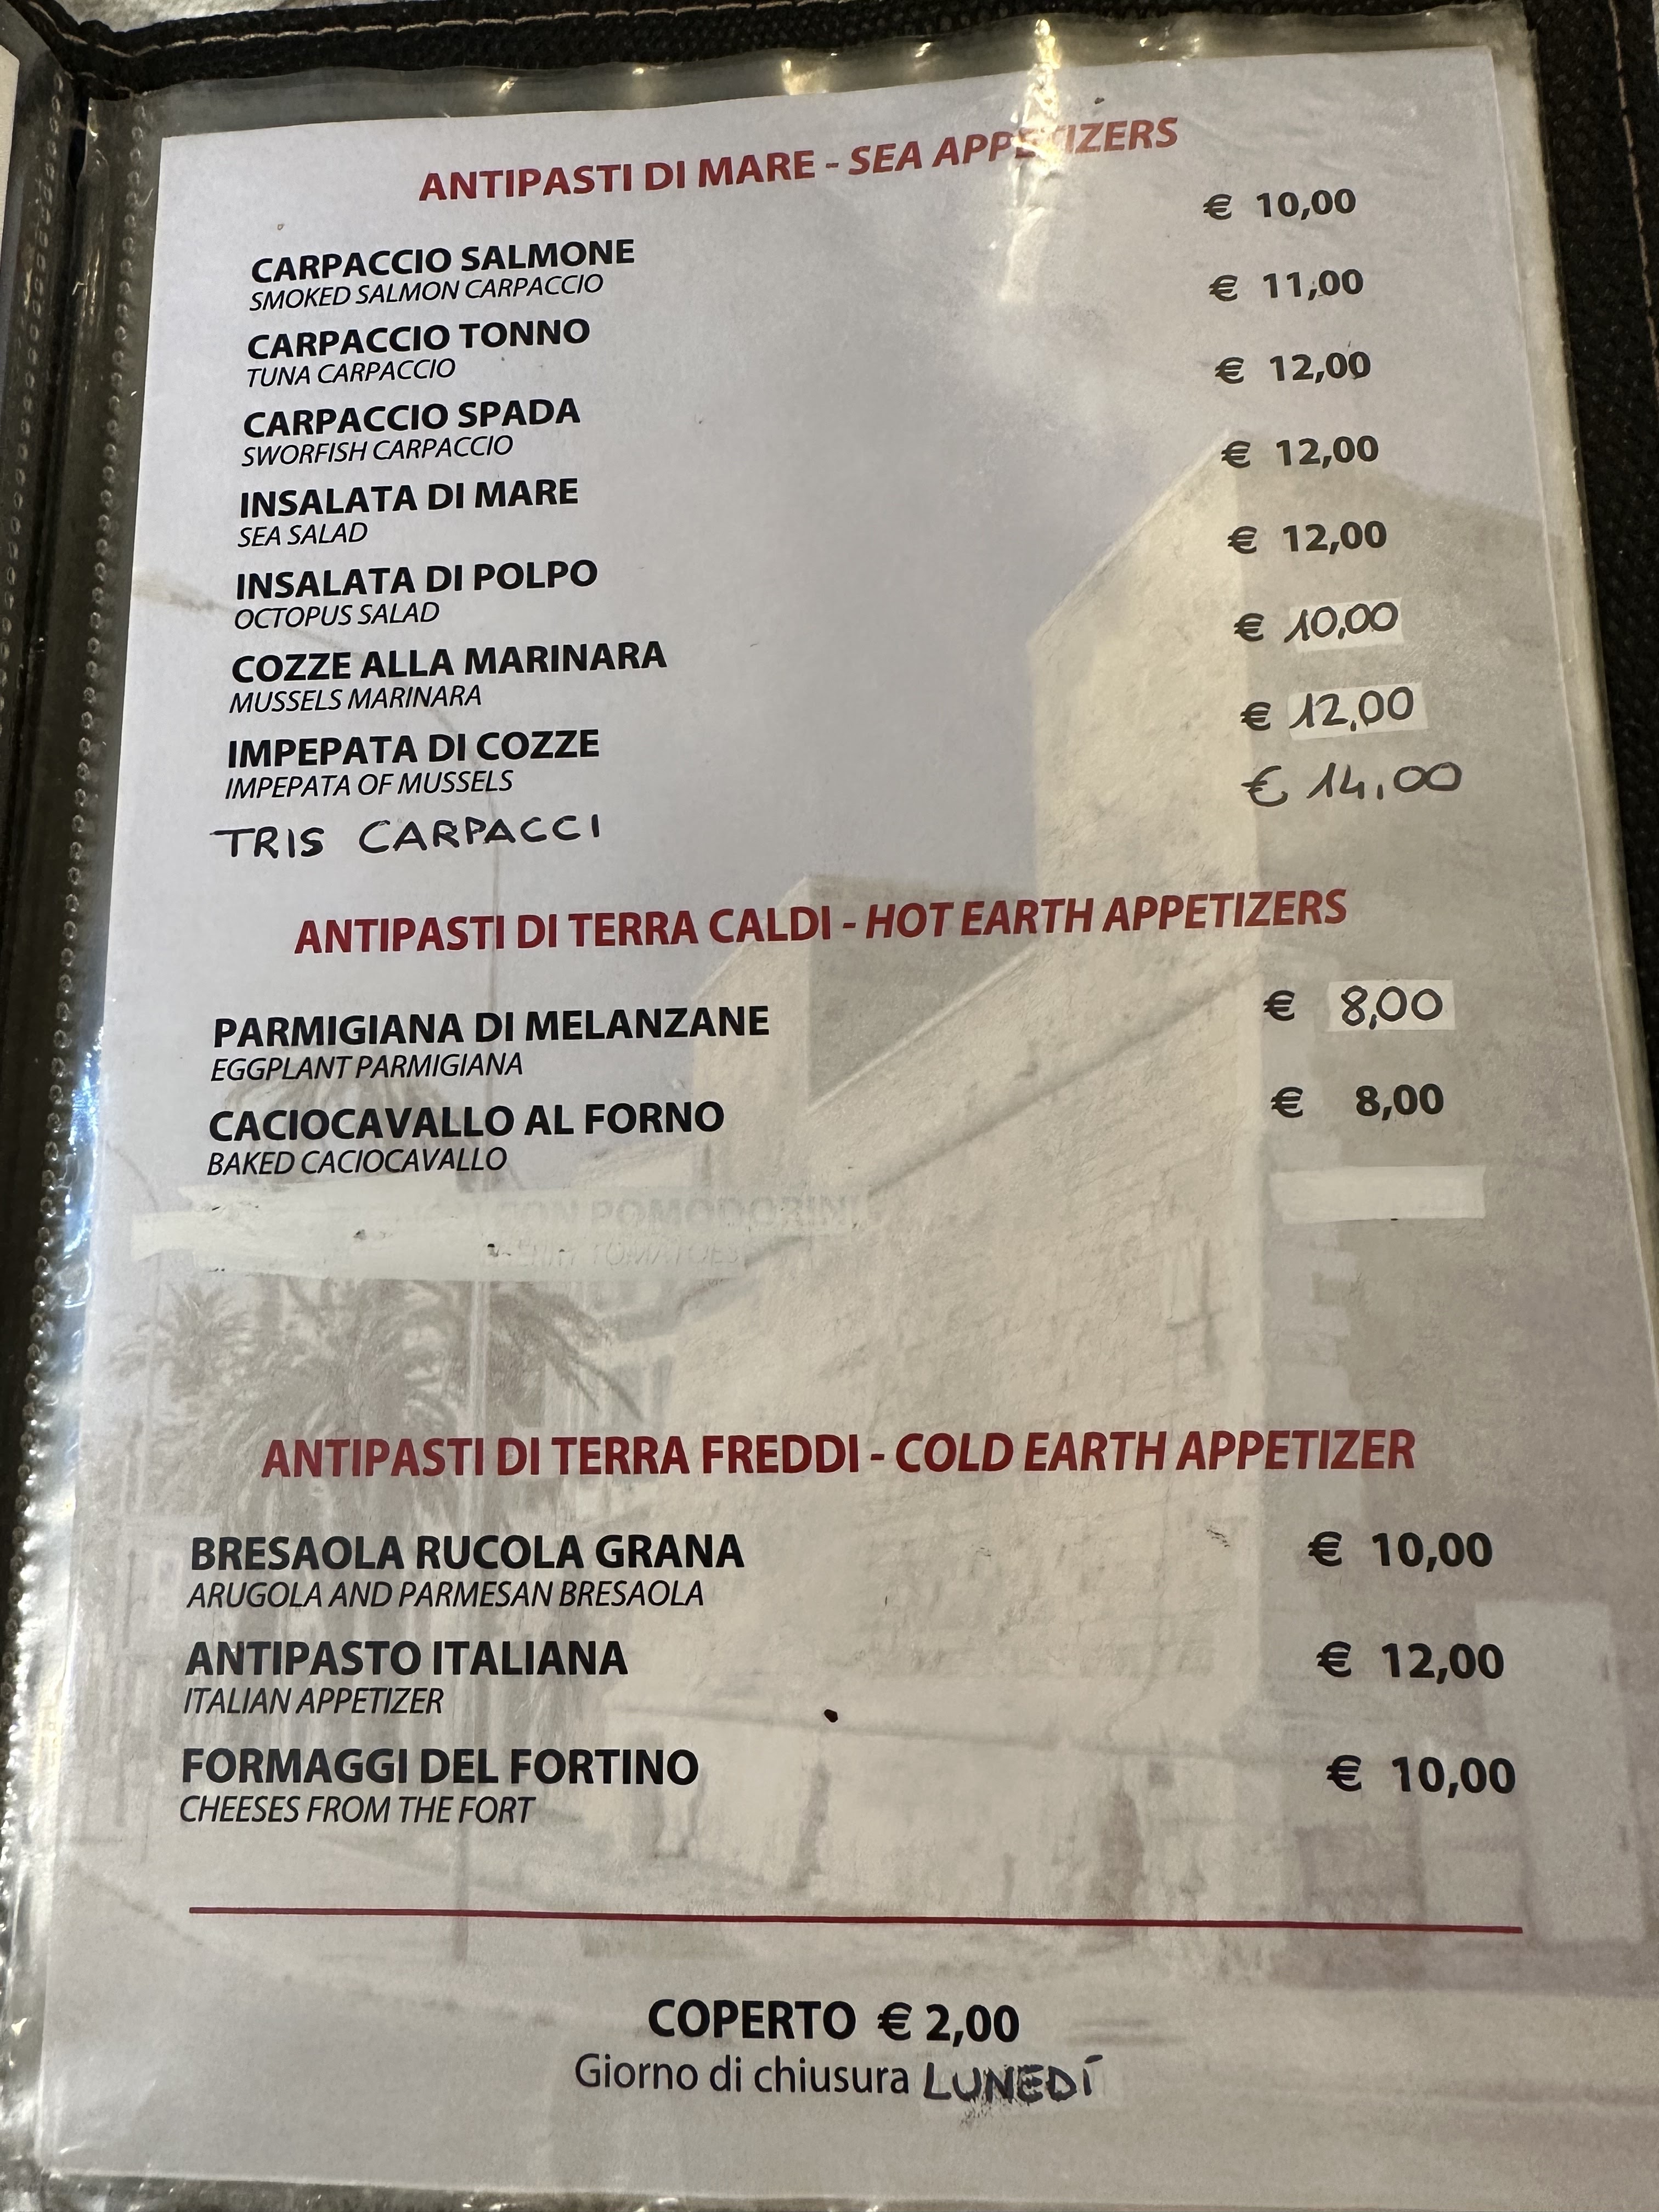 ANTIPASTI DI MARE - SEA APPETIZERS
CARPACCIO SALMONE € 10,00
SMOKED SALMON CARPACCIO
CARPACCIO TONNO € 11,00
TUNA CARPACCIO
CARPACCIO SPADA € 12,00
SWORFISH CARPACCIO
INSALATA DI MARE € 12,00
SEA SALAD
INSALATA DI POLPO € 12,00
OCTOPUS SALAD
COZZE ALLA MARINARA € 10,00
MUSSELS MARINARA
IMPEPATA DI COZZE € 12,00
IMPEPATA OF MUSSELS
TRIS CARPACCI € 14,00
ANTIPASTI DI TERRA CALDI - HOT EARTH APPETIZERS
PARMIGIANA DI MELANZANE € 8,00
EGGPLANT PARMIGIANA
CACIOCAVALLO AL FORNO € 8,00
BAKED CACIOCAVALLO
CON POMODORINI
TOMATOES
ANTIPASTI DI TERRA FREDDI - COLD EARTH APPETIZER
BRESAOLA RUCOLA GRANA € 10,00
ARUGOLA AND PARMESAN BRESAOLA
ANTIPASTO ITALIANA € 12,00
ITALIAN APPETIZER
FORMAGGI DEL FORTINO € 10,00
CHEESES FROM THE FORT
COPERTO € 2,00
Giorno di chiusura LUNEDÍ